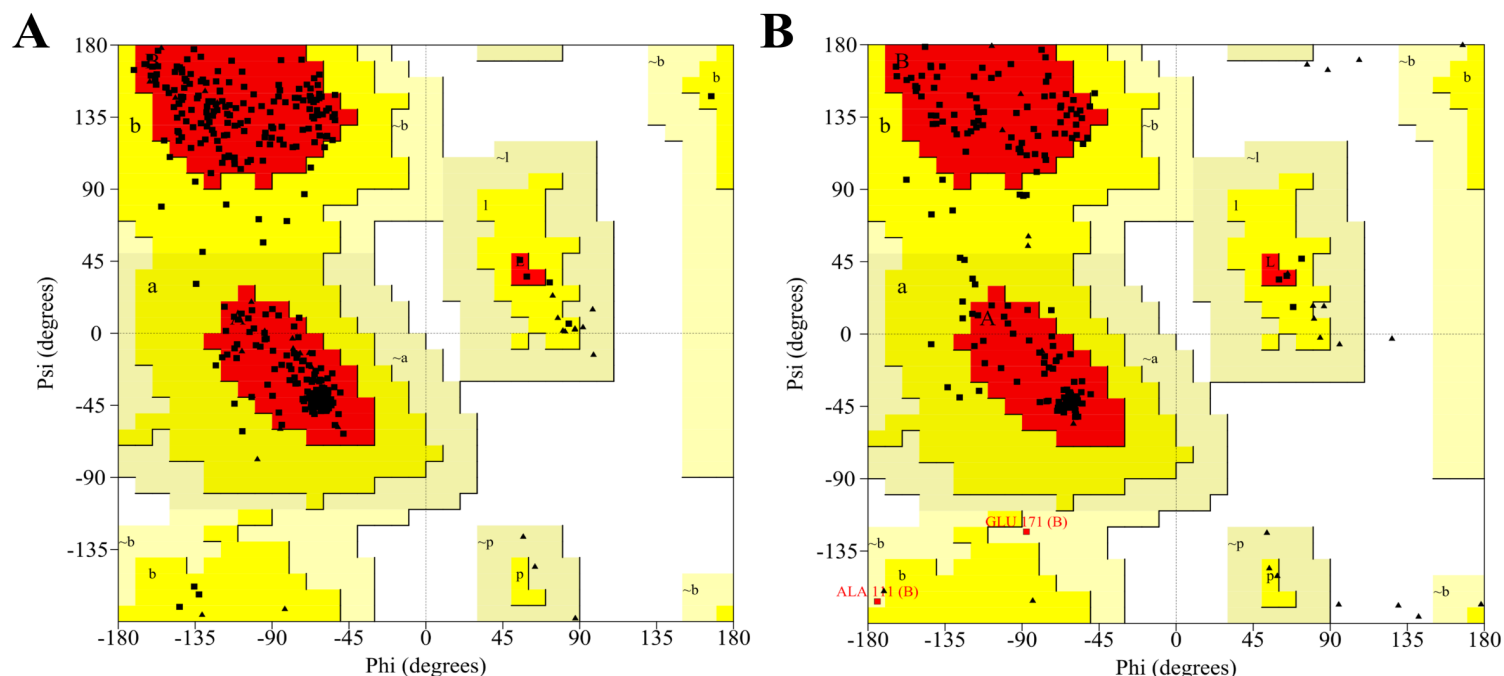 A
B
180
135
90
45
0
-45
-90
-135
-180
-135
-90
-45
0
45
90
135
180
Psi (degrees)
Phi (degrees)
b
~b
~b
b
~l
l
a
~a
~b
b
~p
p
~b
B
180
135
90
45
0
-45
-90
-135
-180
-135
-90
-45
0
45
90
135
180
Psi (degrees)
Phi (degrees)
B
b
~b
~b
b
~l
l
L
a
A
~a
GLU 171 (B)
~b
b
ALA 111 (B)
~p
p
~b